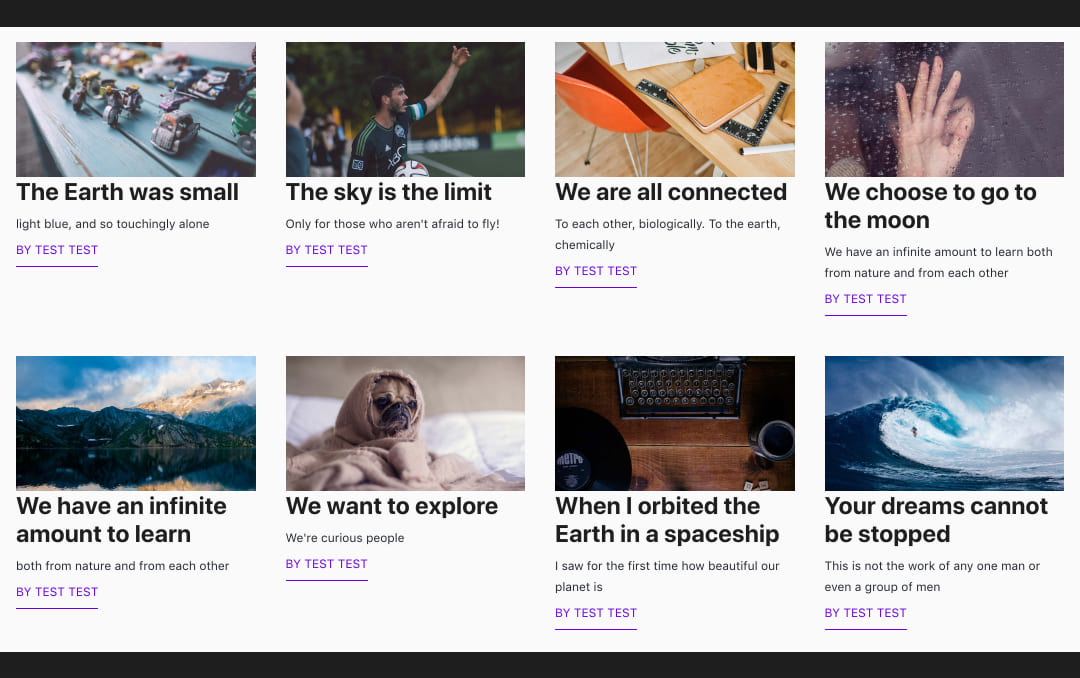 The Earth was small
light blue, and so touchingly alone
BY TEST TEST
The sky is the limit
Only for those who aren't afraid to fly!
BY TEST TEST
We are all connected
To each other, biologically. To the earth,
chemically
BY TEST TEST
We choose to go to
the moon
We have an infinite amount to learn both
from nature and from each other
BY TEST TEST
We have an infinite
amount to learn
both from nature and from each other
BY TEST TEST
We want to explore
We're curious people
BY TEST TEST
When I orbited the
Earth in a spaceship
I saw for the first time how beautiful our
planet is
BY TEST TEST
Your dreams cannot
be stopped
This is not the work of any one man or
even a group of men
BY TEST TEST